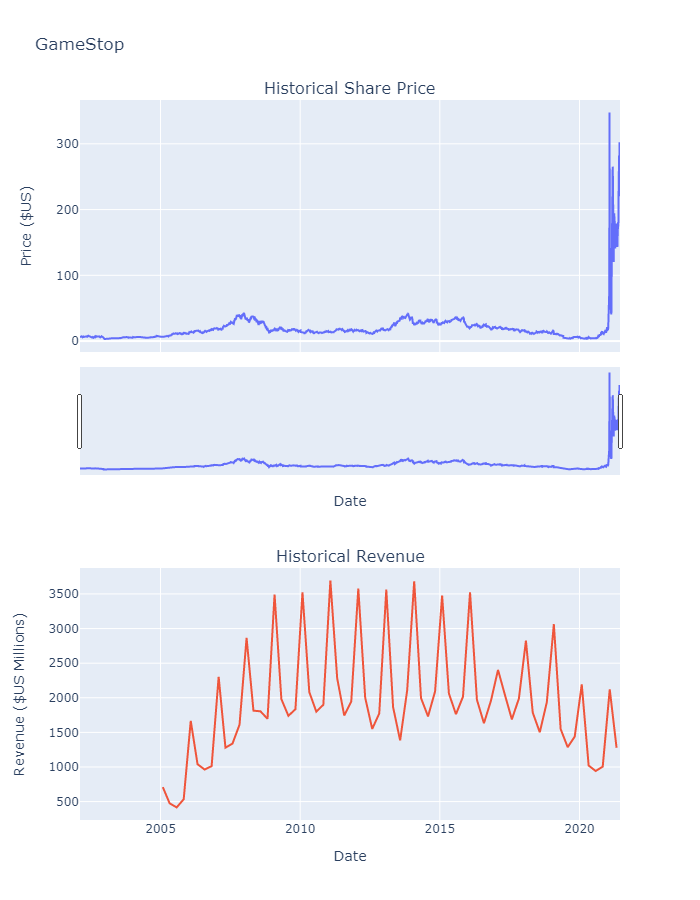 GameStop
Historical Share Price
300
200
100
0
Price ($US)
Date
Historical Revenue
3500
3000
2500
2000
1500
1000
500
Revenue ($US Millions)
2005 2010 2015 2020
Date